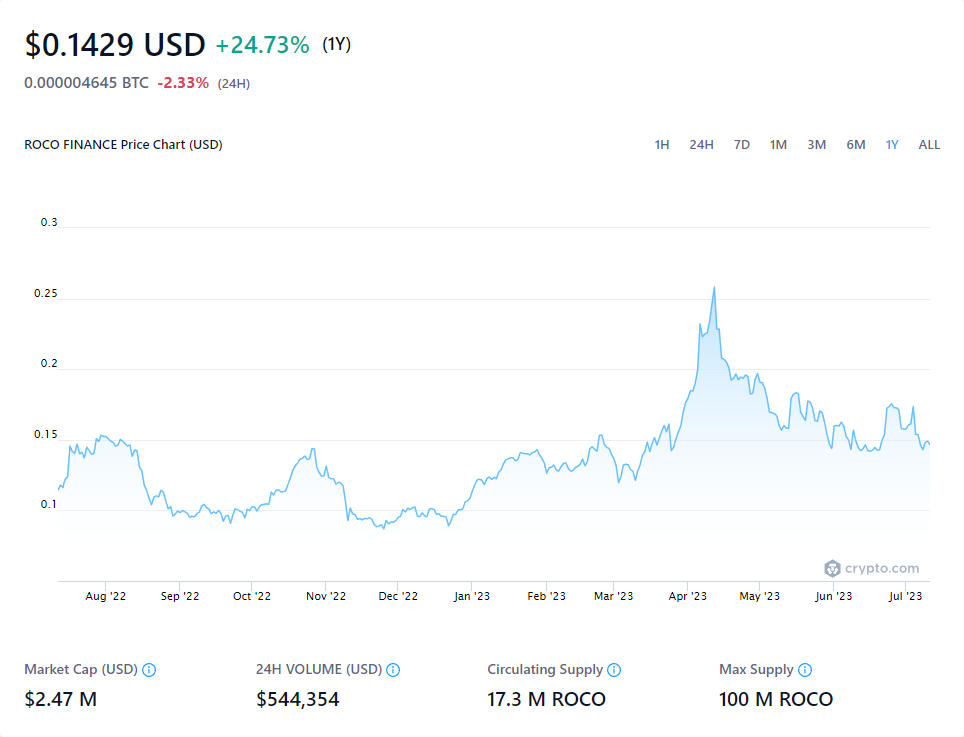 $0.1429 USD +24.73% (1Y)
0.000004645 BTC -2.33% (24H)
ROCO FINANCE Price Chart (USD) 1H 24H 7D 1M 3M 6M 1Y ALL
0.3
0.25
0.2
0.15
0.1
crypto.com
Aug '22 Sep '22 Oct '22 Nov '22 Dec '22 Jan '23 Feb '23 Mar '23 Apr '23 May '23 Jun '23 Jul '23
Market Cap (USD) 24H VOLUME (USD) Circulating Supply Max Supply
$2.47 M $544,354 17.3 M ROCO 100 M ROCO